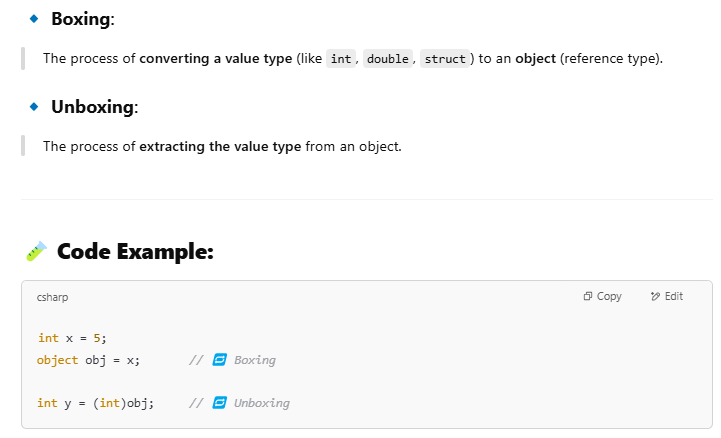 Boxing:
The process of converting a value type (like int, double, struct) to an object (reference type).
Unboxing:
The process of extracting the value type from an object.
Code Example:
csharp
Copy
Edit
int x = 5;
object obj = x; // Boxing
int y = (int)obj; // Unboxing